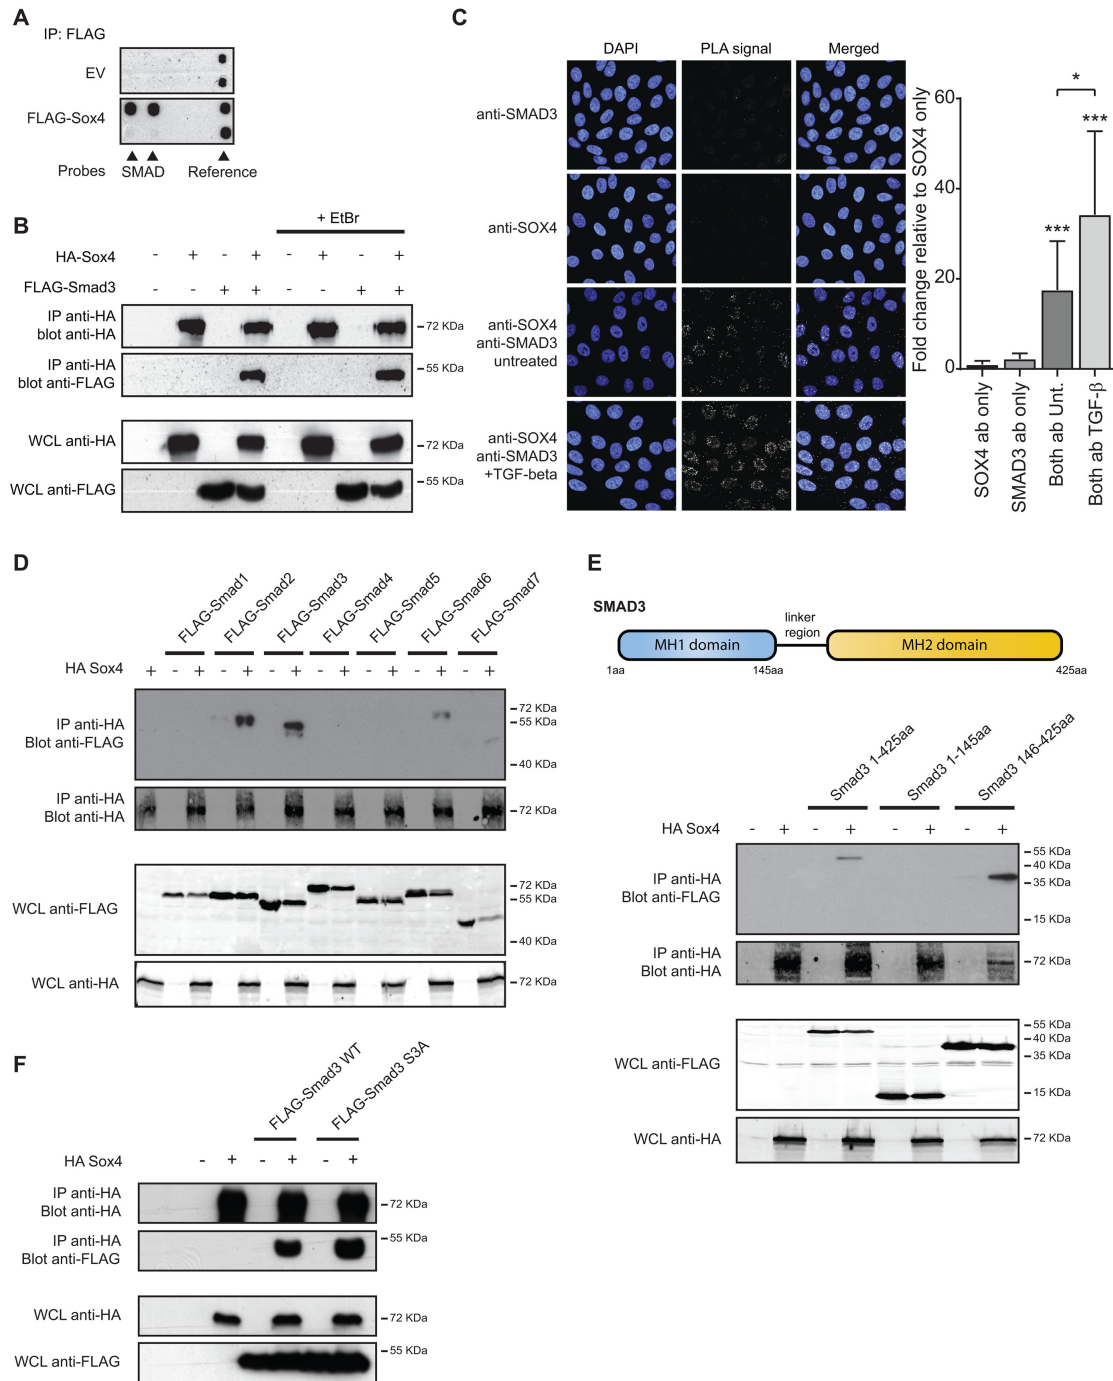 A
IP: FLAG
EV
FLAG-Sox4
Probes SMAD Reference
B
+ EtBr
HA-Sox4 - + - + - + - +
FLAG-Smad3 - - + + - - + +
IP anti-HA
blot anti-HA
72 KDa
IP anti-HA
blot anti-FLAG
55 KDa
WCL anti-HA
72 KDa
WCL anti-FLAG
55 KDa
C
DAPI PLA signal Merged
anti-SMAD3
anti-SOX4
anti-SOX4
anti-SMAD3
untreated
anti-SOX4
anti-SMAD3
+TGF-beta
Fold change relative to SOX4 only
60
40
20
0
*
***
***
SOX4 ab only
SMAD3 ab only
Both ab Unt.
Both ab TGF-β
D
FLAG-Smad1
FLAG-Smad2
FLAG-Smad3
FLAG-Smad4
FLAG-Smad5
FLAG-Smad6
FLAG-Smad7
HA Sox4 + - + - + - + - + - + - + - +
IP anti-HA
Blot anti-FLAG
72 KDa
55 KDa
40 KDa
IP anti-HA
Blot anti-HA
72 KDa
WCL anti-FLAG
72 KDa
55 KDa
40 KDa
WCL anti-HA
72 KDa
E
SMAD3
linker
region
MH1 domain
MH2 domain
1aa 145aa 425aa
Smad3 1-425aa
Smad3 1-145aa
Smad3 146-425aa
HA Sox4 - + - + - + - +
IP anti-HA
Blot anti-FLAG
55 KDa
40 KDa
35 KDa
15 KDa
IP anti-HA
Blot anti-HA
72 KDa
WCL anti-FLAG
55 KDa
40 KDa
35 KDa
15 KDa
WCL anti-HA
72 KDa
F
FLAG-Smad3 WT
FLAG-Smad3 S3A
HA Sox4 - + - + - +
IP anti-HA
Blot anti-HA
72 KDa
IP anti-HA
Blot anti-FLAG
55 KDa
WCL anti-HA
72 KDa
WCL anti-FLAG
55 KDa